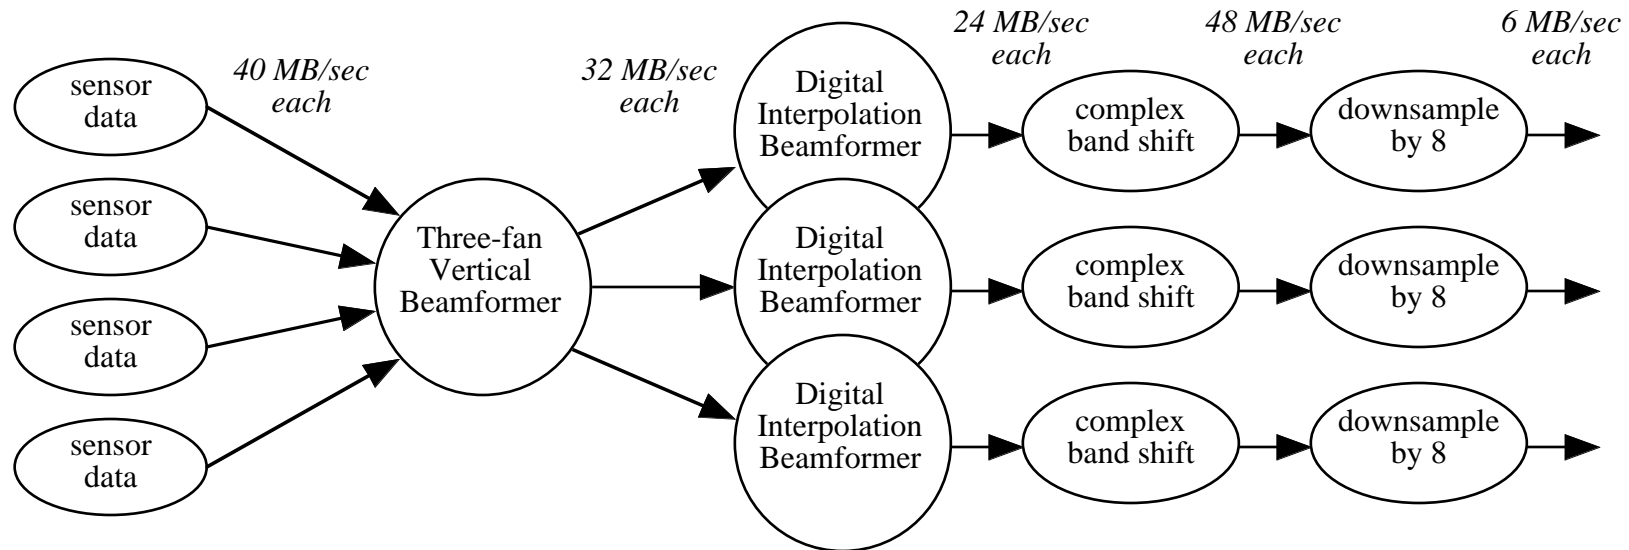 sensor
data
sensor
data
sensor
data
sensor
data
40 MB/sec
each
Three-fan
Vertical
Beamformer
32 MB/sec
each
Digital
Interpolation
Beamformer
Digital
Interpolation
Beamformer
Digital
Interpolation
Beamformer
24 MB/sec
each
complex
band shift
complex
band shift
complex
band shift
48 MB/sec
each
downsample
by 8
downsample
by 8
downsample
by 8
6 MB/sec
each